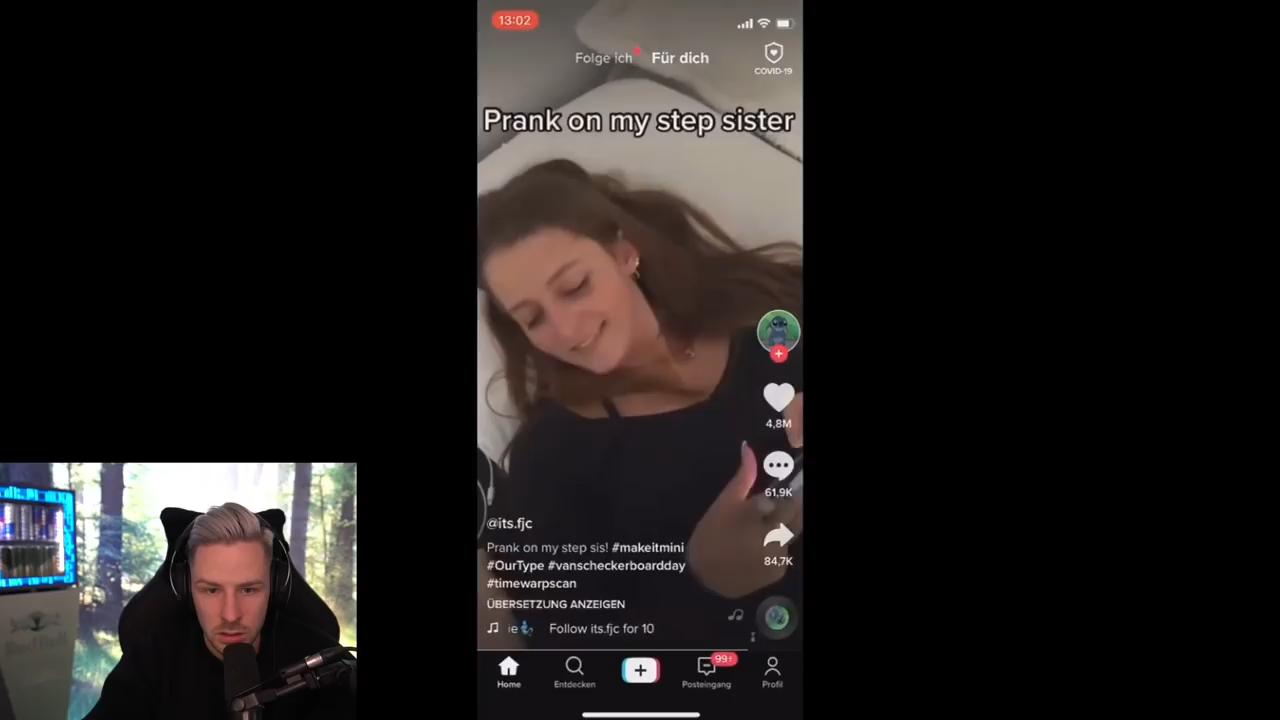 13:02
Folge ich
Für dich
COVID-19
Prank on my step sister
4,8M
61,9K
84,7K
@its.fjc
Prank on my step sis! #makeitmini
#OurType #vanscheckerboardday
#timewarpscan
ÜBERSETZUNG ANZEIGEN
ie Follow its.fjc for 10
99+
Home
Entdecken
Posteingang
Profil